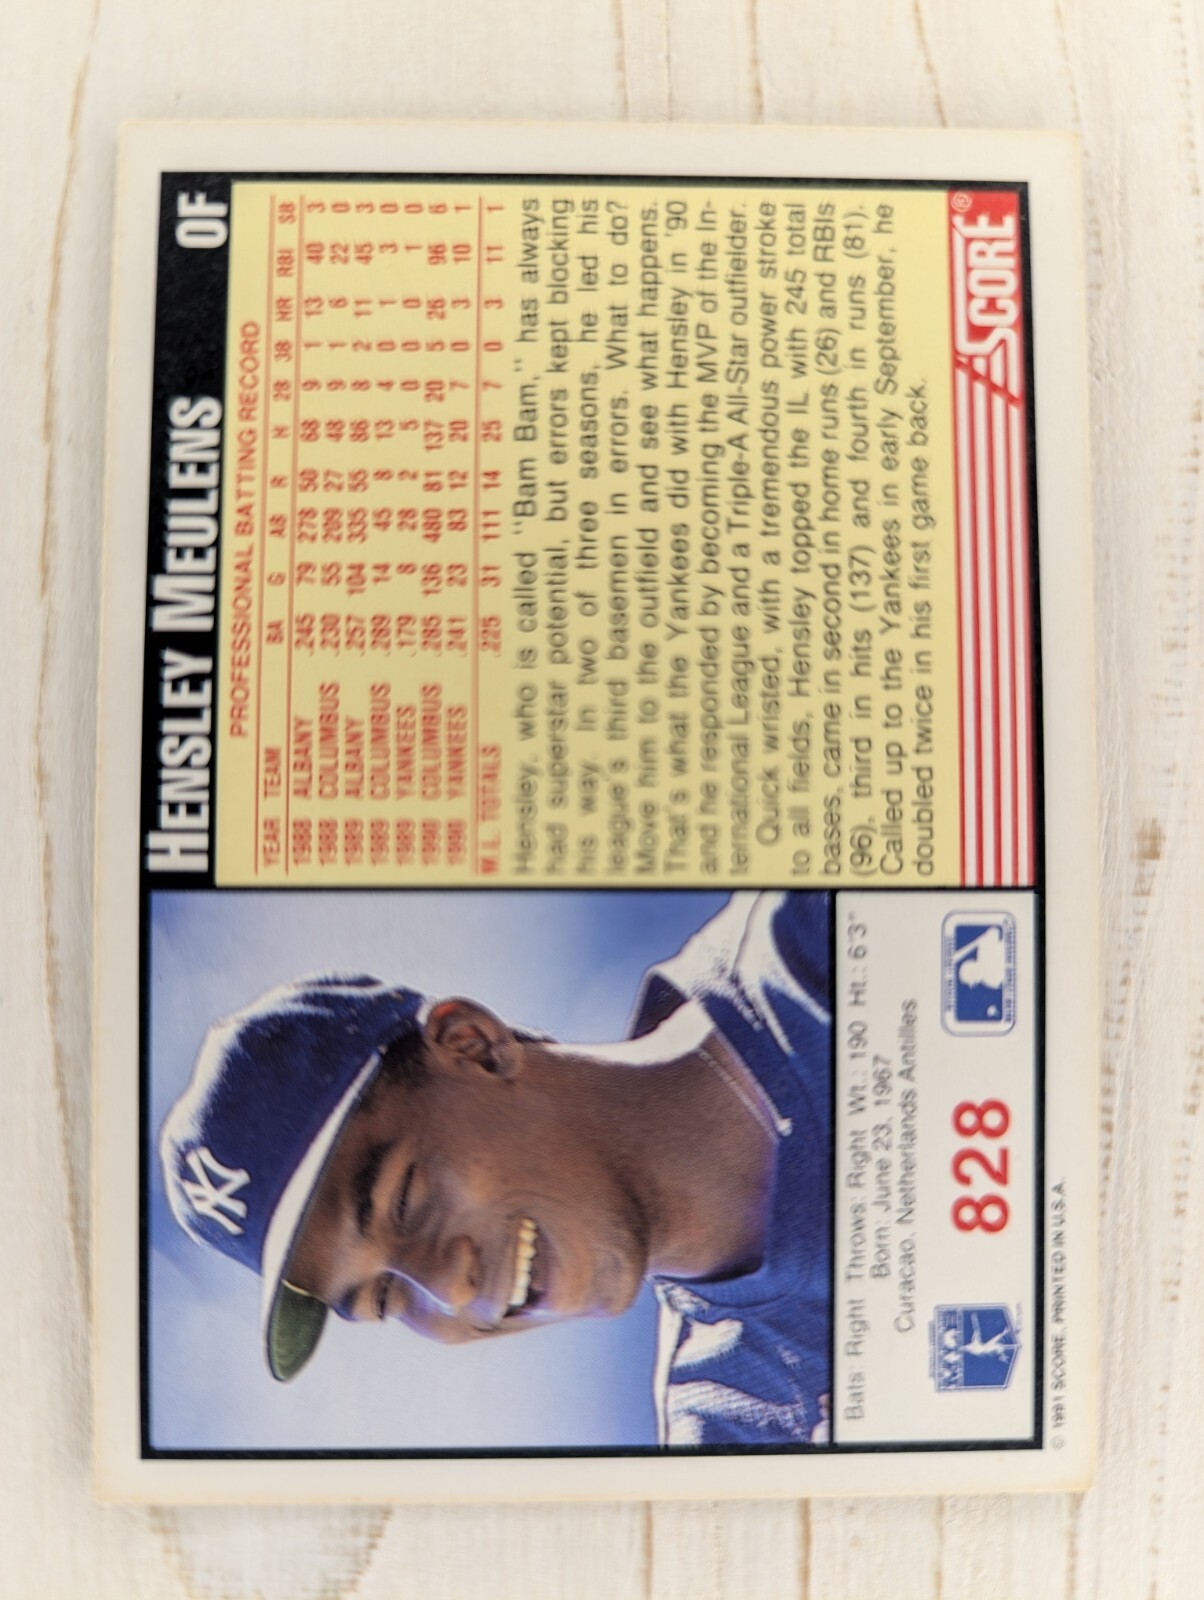 HENSLEY MEULENS OF
PROFESSIONAL BATTING RECORD
YEAR TEAM BA G AB R H 2B 3B HR RBI SB
1988 ALBANY .245 79 278 50 68 9 1 13 40 3
1988 COLUMBUS .230 55 209 27 48 9 1 6 22 0
1989 ALBANY .257 104 335 55 86 8 2 11 45 3
1989 COLUMBUS .289 14 45 8 13 4 0 1 3 0
1989 YANKEES .179 8 28 2 5 0 0 0 1 0
1990 COLUMBUS .285 136 480 81 137 20 5 26 96 6
1990 YANKEES .241 23 83 12 20 7 0 3 10 1
M.L. TOTALS .225 31 111 14 25 7 0 3 11 1
Hensley, who is called "Bam Bam," has always
had superstar potential, but errors kept blocking
his way. In two of three seasons, he led his
league's third basemen in errors. What to do?
Move him to the outfield and see what happens.
That's what the Yankees did with Hensley in '90
and he responded by becoming the MVP of the In-
ternational League and a Triple-A All-Star outfielder.
Quick wristed, with a tremendous power stroke
to all fields, Hensley topped the IL with 245 total
bases, came in second in home runs (26) and RBIs
(96), third in hits (137) and fourth in runs (81).
Called up to the Yankees in early September, he
doubled twice in his first game back.
SCORE®
NY
Bats: Right Throws: Right Wt.: 190 Ht.: 6'3"
Born: June 23, 1967
Curacao, Netherlands Antilles
828
© 1991 SCORE, PRINTED IN U.S.A.